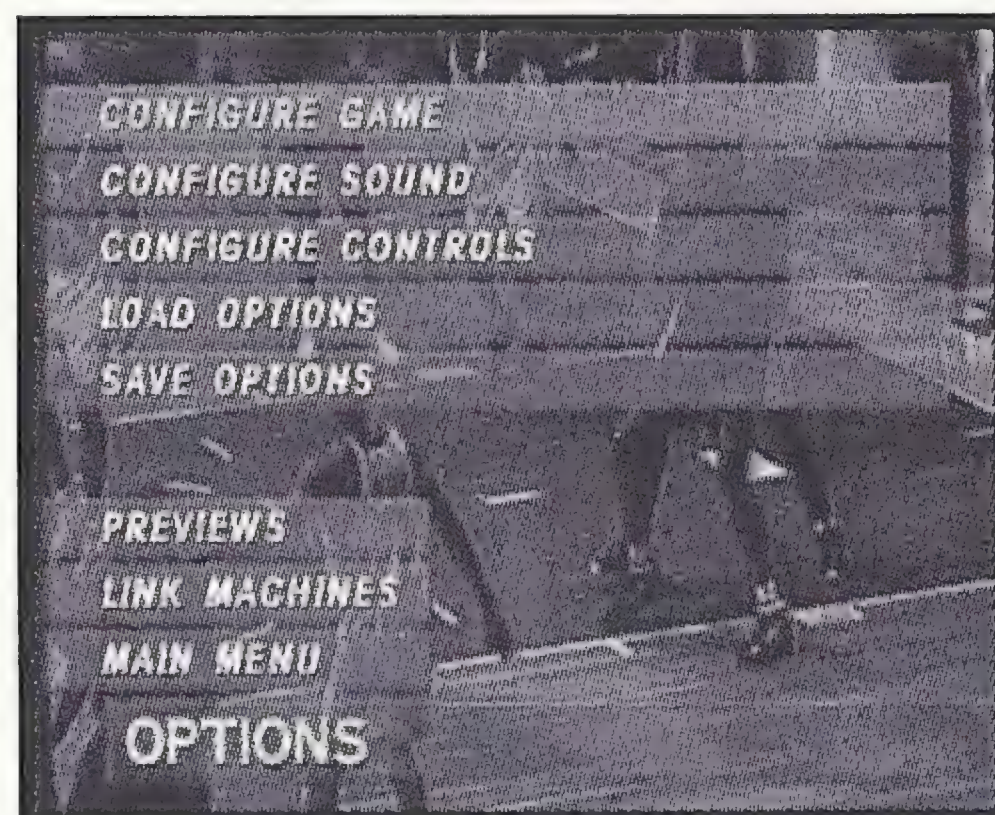 CONFIGURE GAME
CONFIGURE SOUND
CONFIGURE CONTROLS
LOAD OPTIONS
SAVE OPTIONS
PREVIEWS
LINK MACHINES
MAIN MENU
OPTIONS